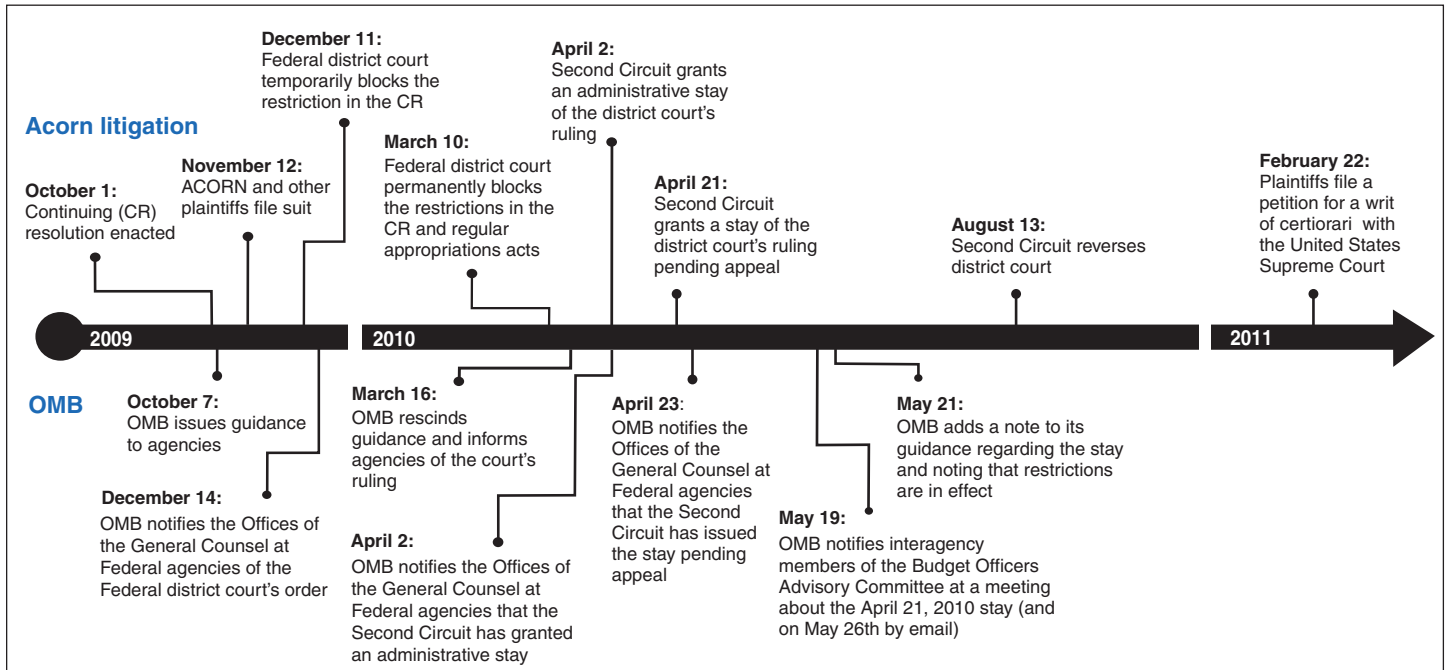 Acorn litigation
October 1:
Continuing (CR)
resolution enacted
November 12:
ACORN and other
plaintiffs file suit
December 11:
Federal district court
temporarily blocks the
restriction in the CR
March 10:
Federal district court
permanently blocks
the restrictions in the
CR and regular
appropriations acts
April 2:
Second Circuit grants
an administrative stay
of the district court's
ruling
April 21:
Second Circuit
grants a stay of the
district court's ruling
pending appeal
August 13:
Second Circuit reverses
district court
February 22:
Plaintiffs file a
petition for a writ
of certiorari with
the United States
Supreme Court
2009
2010
2011
OMB
October 7:
OMB issues guidance
to agencies
December 14:
OMB notifies the Offices of
the General Counsel at
Federal agencies of the
Federal district court's order
March 16:
OMB rescinds
guidance and informs
agencies of the court's
ruling
April 2:
OMB notifies the Offices of
the General Counsel at
Federal agencies that the
Second Circuit has granted
an administrative stay
April 23:
OMB notifies the
Offices of the
General Counsel at
Federal agencies
that the Second
Circuit has issued
the stay pending
appeal
May 19:
OMB notifies interagency
members of the Budget Officers
Advisory Committee at a meeting
about the April 21, 2010 stay (and
on May 26th by email)
May 21:
OMB adds a note to its
guidance regarding the stay
and noting that restrictions
are in effect